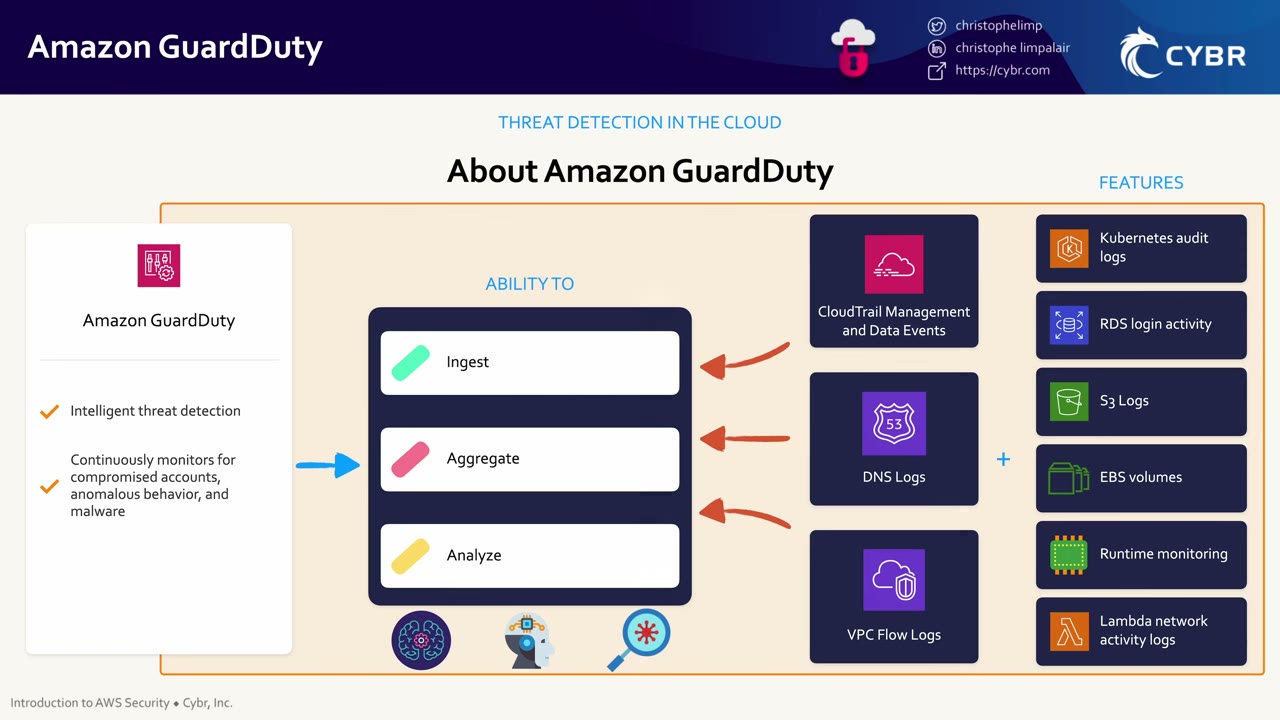 Amazon GuardDuty
christophelimp
christophe limpalair
https://cybr.com
CYBR
THREAT DETECTION IN THE CLOUD
About Amazon GuardDuty
FEATURES
Amazon GuardDuty
Intelligent threat detection
Continuously monitors for
compromised accounts,
anomalous behavior, and
malware
ABILITY TO
Ingest
Aggregate
Analyze
CloudTrail Management
and Data Events
53
DNS Logs
VPC Flow Logs
+
K
Kubernetes audit
logs
RDS login activity
S3 Logs
EBS volumes
Runtime monitoring
Lambda network
activity logs
Introduction to AWS Security ◆ Cybr, Inc.